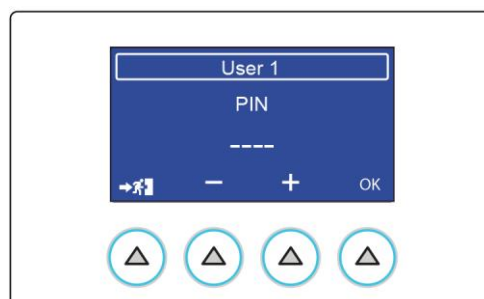 User 1
PIN
----
− + OK